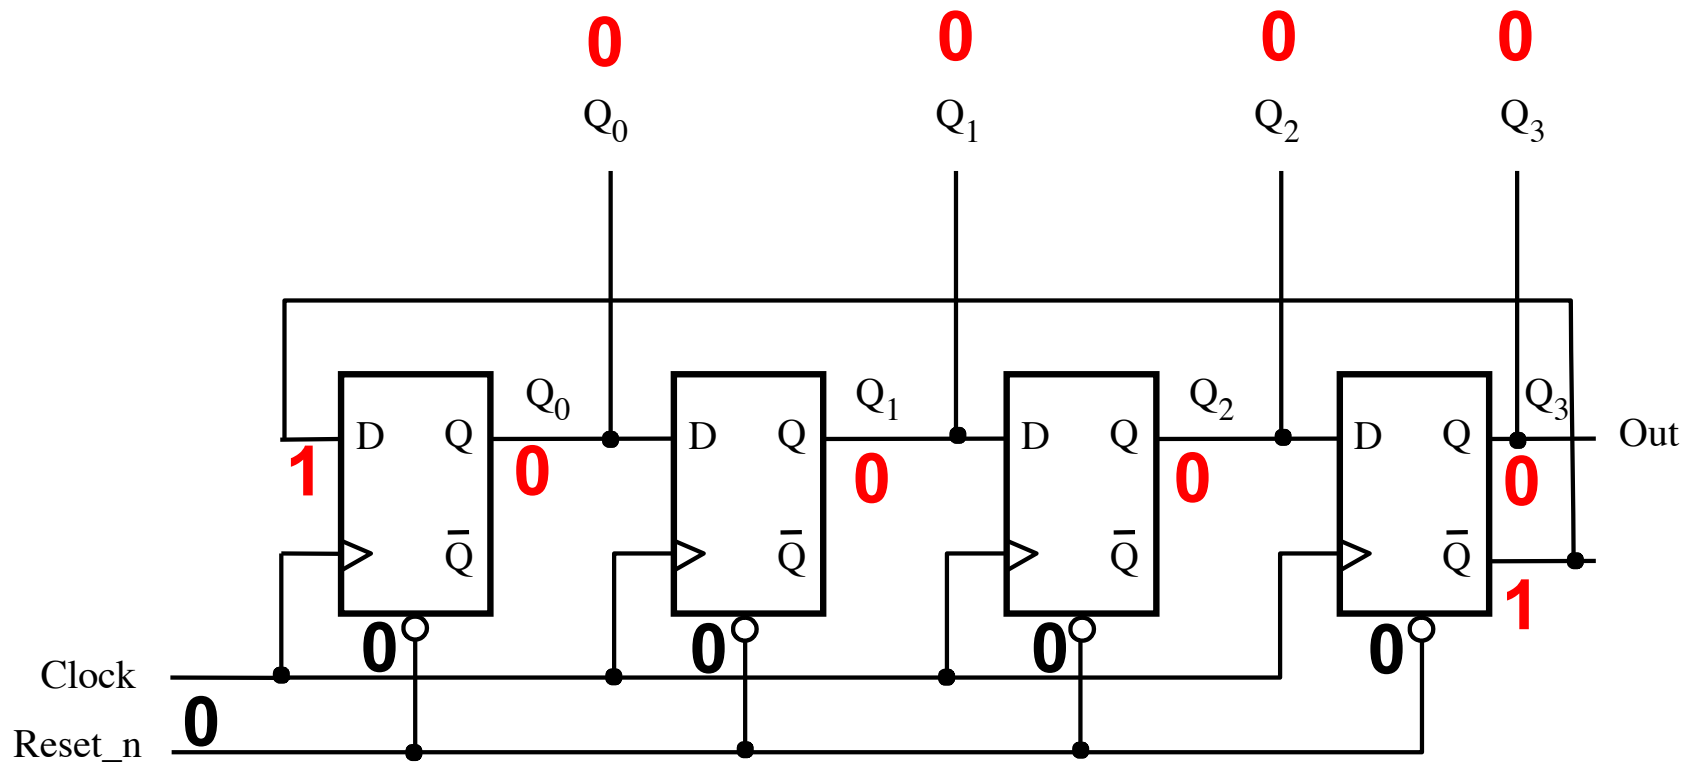 0 0 0 0
Q0 Q1 Q2 Q3
Q0 Q1 Q2 Q3
D Q D Q D Q D Q Out
1 0 0 0 0
Q̅ Q̅ Q̅ Q̅
1
0 0 0 0
Clock
0
Reset_n